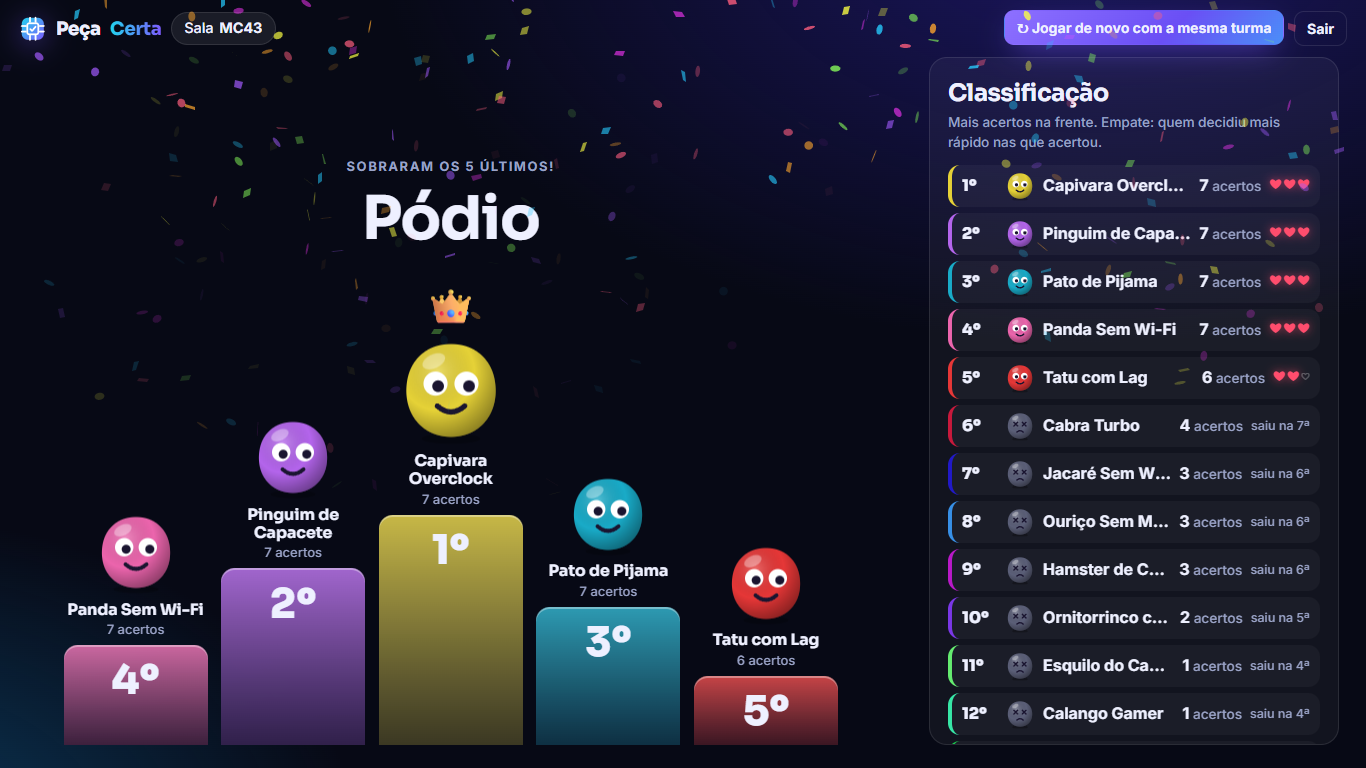 Peça Certa
Sala MC43
↻ Jogar de novo com a mesma turma
Sair
SOBRARAM OS 5 ÚLTIMOS!
Pódio
Capivara
Overclock
7 acertos
1º
Pinguim de
Capacete
7 acertos
2º
Pato de Pijama
7 acertos
3º
Panda Sem Wi-Fi
7 acertos
4º
Tatu com Lag
6 acertos
5º
Classificação
Mais acertos na frente. Empate: quem decidiu mais
rápido nas que acertou.
1º Capivara Overcl... 7 acertos
2º Pinguim de Capa... 7 acertos
3º Pato de Pijama 7 acertos
4º Panda Sem Wi-Fi 7 acertos
5º Tatu com Lag 6 acertos
6º Cabra Turbo 4 acertos saiu na 7ª
7º Jacaré Sem W... 3 acertos saiu na 6ª
8º Ouriço Sem M... 3 acertos saiu na 6ª
9º Hamster de C... 3 acertos saiu na 6ª
10º Ornitorrinco c... 2 acertos saiu na 5ª
11º Esquilo do Ca... 1 acertos saiu na 4ª
12º Calango Gamer 1 acertos saiu na 4ª